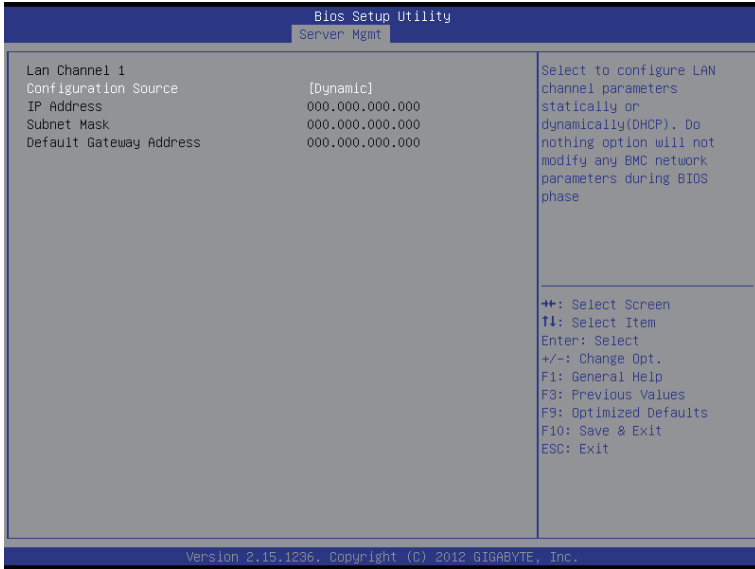 Bios Setup Utility
Server Mgmt
Lan Channel 1
Configuration Source [Dynamic]
IP Address 000.000.000.000
Subnet Mask 000.000.000.000
Default Gateway Address 000.000.000.000
Select to configure LAN
channel parameters
statically or
dynamically(DHCP). Do
nothing option will not
modify any BMC network
parameters during BIOS
phase
→←: Select Screen
↑↓: Select Item
Enter: Select
+/-: Change Opt.
F1: General Help
F3: Previous Values
F9: Optimized Defaults
F10: Save & Exit
ESC: Exit
Version 2.15.1236. Copyright (C) 2012 GIGABYTE, Inc.